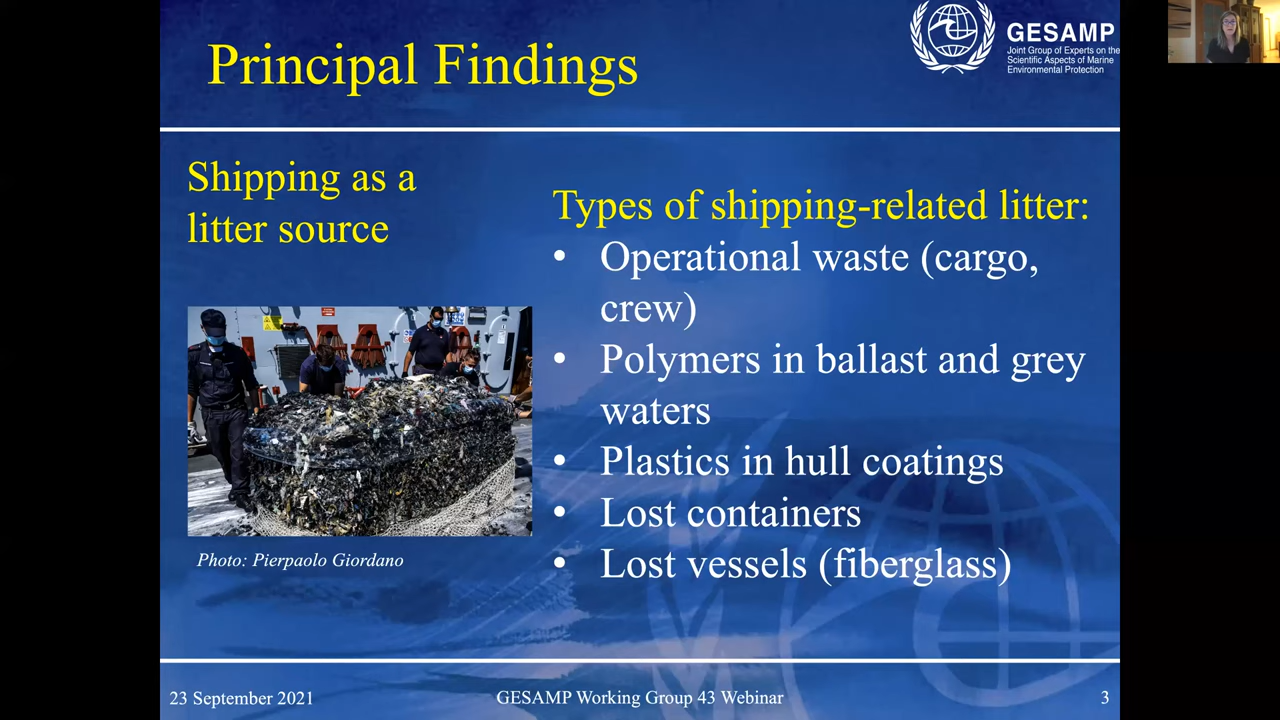 Principal Findings
GESAMP
Joint Group of Experts on the
Scientific Aspects of Marine
Environmental Protection
Shipping as a
litter source
Types of shipping-related litter:
• Operational waste (cargo,
crew)
• Polymers in ballast and grey
waters
• Plastics in hull coatings
• Lost containers
• Lost vessels (fiberglass)
Photo: Pierpaolo Giordano
23 September 2021
GESAMP Working Group 43 Webinar
3